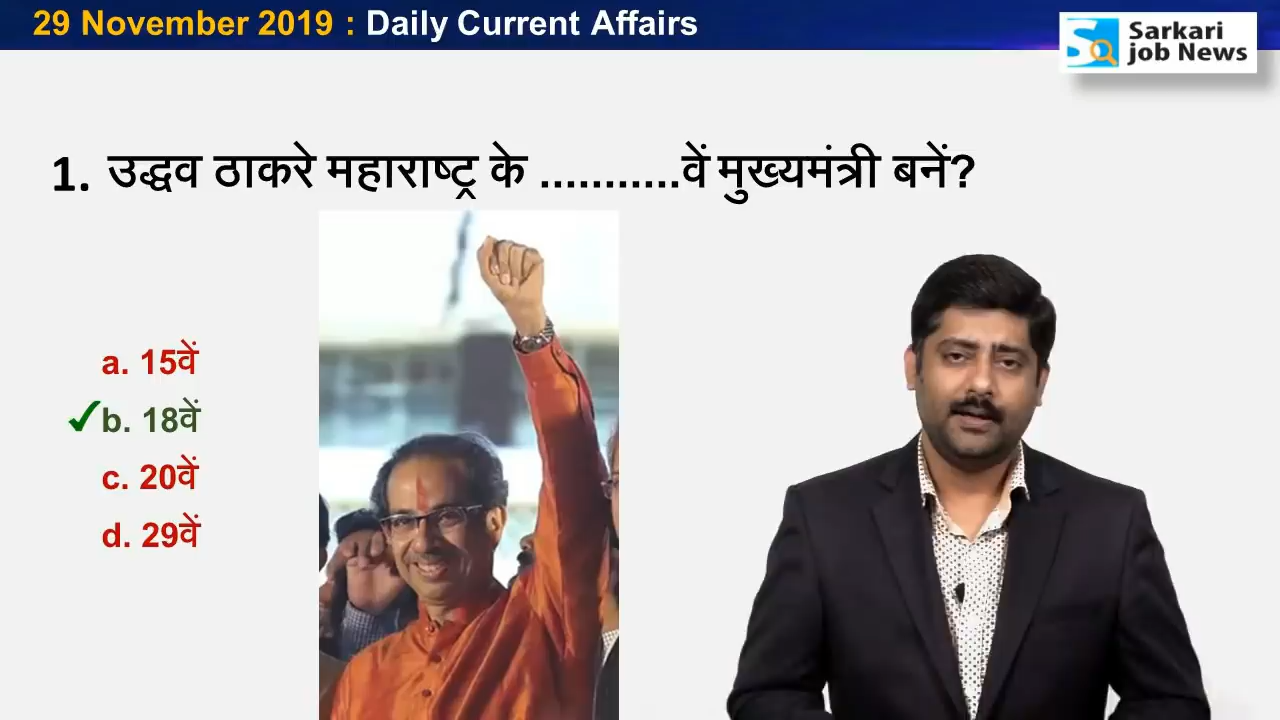 29 November 2019 : Daily Current Affairs
Sarkari
job News
1. उद्धव ठाकरे महाराष्ट्र के ...........वें मुख्यमंत्री बनें?
a. 15वें
✓b. 18वें
c. 20वें
d. 29वें